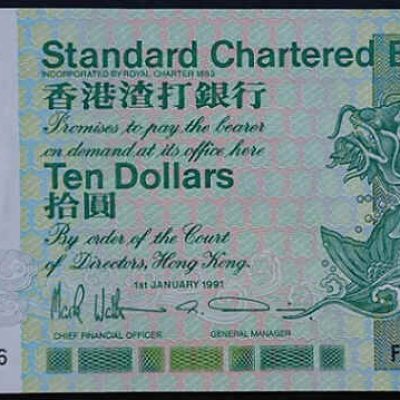 Standard Chartered B
INCORPORATED BY ROYAL CHARTER 1853
香港渣打銀行
Promises to pay the bearer
on demand at its office here
Ten Dollars
拾圓
By order of the Court
of Directors, Hong Kong.
1st JANUARY 1991
CHIEF FINANCIAL OFFICER GENERAL MANAGER
6 F